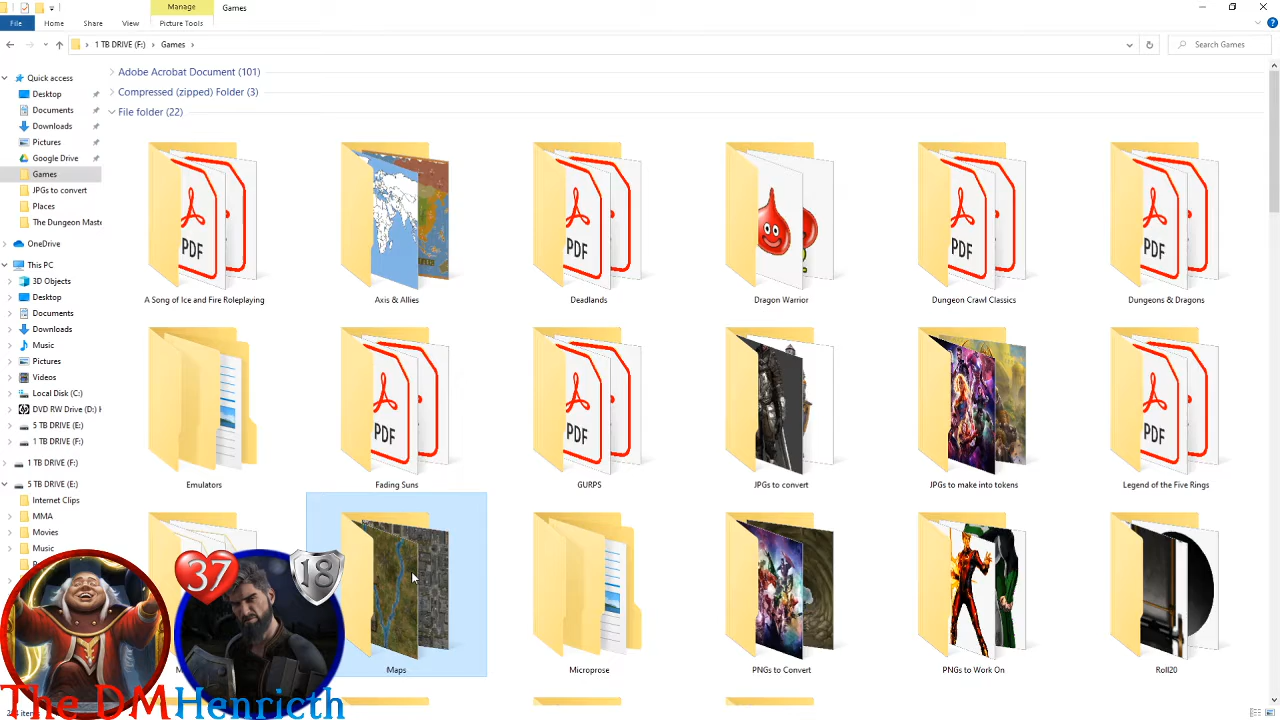 Manage
Games
File
Home
Share
View
Picture Tools
1 TB DRIVE (F:)
Games
Search Games
Quick access
Desktop
Documents
Downloads
Pictures
Google Drive
Games
JPGs to convert
Places
The Dungeon Maste
OneDrive
This PC
3D Objects
Desktop
Documents
Downloads
Music
Pictures
Videos
Local Disk (C:)
DVD RW Drive (D:) H
5 TB DRIVE (E:)
1 TB DRIVE (F:)
1 TB DRIVE (F:)
5 TB DRIVE (E:)
Internet Clips
MMA
Movies
Music
Adobe Acrobat Document (101)
Compressed (zipped) Folder (3)
File folder (22)
PDF
PDF
PDF
PDF
A Song of Ice and Fire Roleplaying
Axis & Allies
Deadlands
Dragon Warrior
Dungeon Crawl Classics
Dungeons & Dragons
PDF
PDF
PDF
Emulators
Fading Suns
GURPS
JPGs to convert
JPGs to make into tokens
Legend of the Five Rings
Maps
Microprose
PNGs to Convert
PNGs to Work On
Roll20
37
18
The DM
Henricth